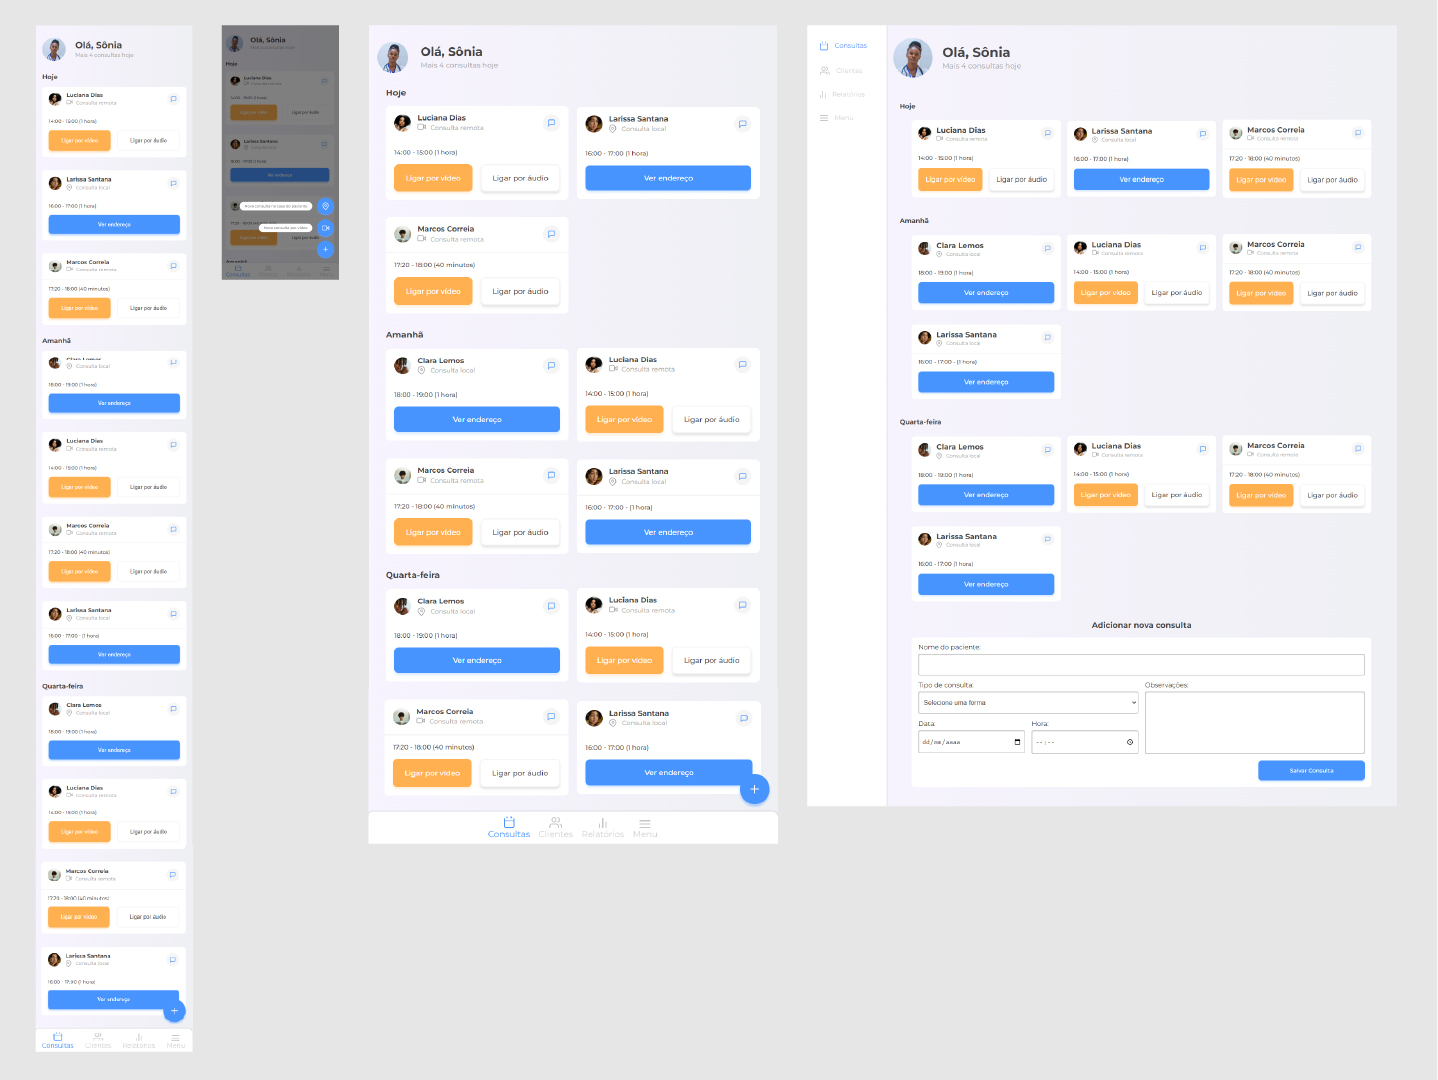 Olá, Sônia
Mais 4 consultas hoje
Hoje
Luciana Dias
Consulta remota
14:00 - 15:00 (1 hora)
Ligar por vídeo
Ligar por áudio
Larissa Santana
Consulta local
16:00 - 17:00 (1 hora)
Ver endereço
Marcos Correia
Consulta remota
17:20 - 18:00 (40 minutos)
Ligar por vídeo
Ligar por áudio
Amanhã
Clara Lemos
Consulta local
18:00 - 19:00 (1 hora)
Ver endereço
Luciana Dias
Consulta remota
14:00 - 15:00 (1 hora)
Ligar por vídeo
Ligar por áudio
Marcos Correia
Consulta remota
17:20 - 18:00 (40 minutos)
Ligar por vídeo
Ligar por áudio
Larissa Santana
Consulta local
16:00 - 17:00 - (1 hora)
Ver endereço
Quarta-feira
Clara Lemos
Consulta local
18:00 - 19:00 (1 hora)
Ver endereço
Luciana Dias
Consulta remota
14:00 - 15:00 (1 hora)
Ligar por vídeo
Ligar por áudio
Marcos Correia
Consulta remota
17:20 - 18:00 (40 minutos)
Ligar por vídeo
Ligar por áudio
Larissa Santana
Consulta local
16:00 - 17:00 (1 hora)
Ver endereço
+
Consultas Clientes Relatórios Menu
Olá, Sônia
Hoje
Luciana Dias
Ligar por vídeo
Ligar por áudio
Larissa Santana
Ver endereço
Nova consulta na casa do paciente
Nova consulta por vídeo
+
Consultas
Olá, Sônia
Mais 4 consultas hoje
Hoje
Luciana Dias
Consulta remota
14:00 - 15:00 (1 hora)
Ligar por vídeo
Ligar por áudio
Larissa Santana
Consulta local
16:00 - 17:00 (1 hora)
Ver endereço
Marcos Correia
Consulta remota
17:20 - 18:00 (40 minutos)
Ligar por vídeo
Ligar por áudio
Amanhã
Clara Lemos
Consulta local
18:00 - 19:00 (1 hora)
Ver endereço
Luciana Dias
Consulta remota
14:00 - 15:00 (1 hora)
Ligar por vídeo
Ligar por áudio
Marcos Correia
Consulta remota
17:20 - 18:00 (40 minutos)
Ligar por vídeo
Ligar por áudio
Larissa Santana
Consulta local
16:00 - 17:00 - (1 hora)
Ver endereço
Quarta-feira
Clara Lemos
Consulta local
18:00 - 19:00 (1 hora)
Ver endereço
Luciana Dias
Consulta remota
14:00 - 15:00 (1 hora)
Ligar por vídeo
Ligar por áudio
Marcos Correia
Consulta remota
17:20 - 18:00 (40 minutos)
Ligar por vídeo
Ligar por áudio
Larissa Santana
Consulta local
16:00 - 17:00 (1 hora)
Ver endereço
+
Consultas Clientes Relatórios Menu
Consultas
Clientes
Relatórios
Menu
Olá, Sônia
Mais 4 consultas hoje
Hoje
Luciana Dias
Consulta remota
14:00 - 15:00 (1 hora)
Ligar por vídeo
Ligar por áudio
Larissa Santana
Consulta local
16:00 - 17:00 (1 hora)
Ver endereço
Marcos Correia
Consulta remota
17:20 - 18:00 (40 minutos)
Ligar por vídeo
Ligar por áudio
Amanhã
Clara Lemos
Consulta local
18:00 - 19:00 (1 hora)
Ver endereço
Luciana Dias
Consulta remota
14:00 - 15:00 (1 hora)
Ligar por vídeo
Ligar por áudio
Marcos Correia
Consulta remota
17:20 - 18:00 (40 minutos)
Ligar por vídeo
Ligar por áudio
Larissa Santana
Consulta local
16:00 - 17:00 - (1 hora)
Ver endereço
Quarta-feira
Clara Lemos
Consulta local
18:00 - 19:00 (1 hora)
Ver endereço
Luciana Dias
Consulta remota
14:00 - 15:00 (1 hora)
Ligar por vídeo
Ligar por áudio
Marcos Correia
Consulta remota
17:20 - 18:00 (40 minutos)
Ligar por vídeo
Ligar por áudio
Larissa Santana
Consulta local
16:00 - 17:00 (1 hora)
Ver endereço
Adicionar nova consulta
Nome do paciente:
Tipo de consulta:
Selecione uma forma
Observações:
Data:
Hora:
dd/mm/aaaa
--:--
Salvar Consulta